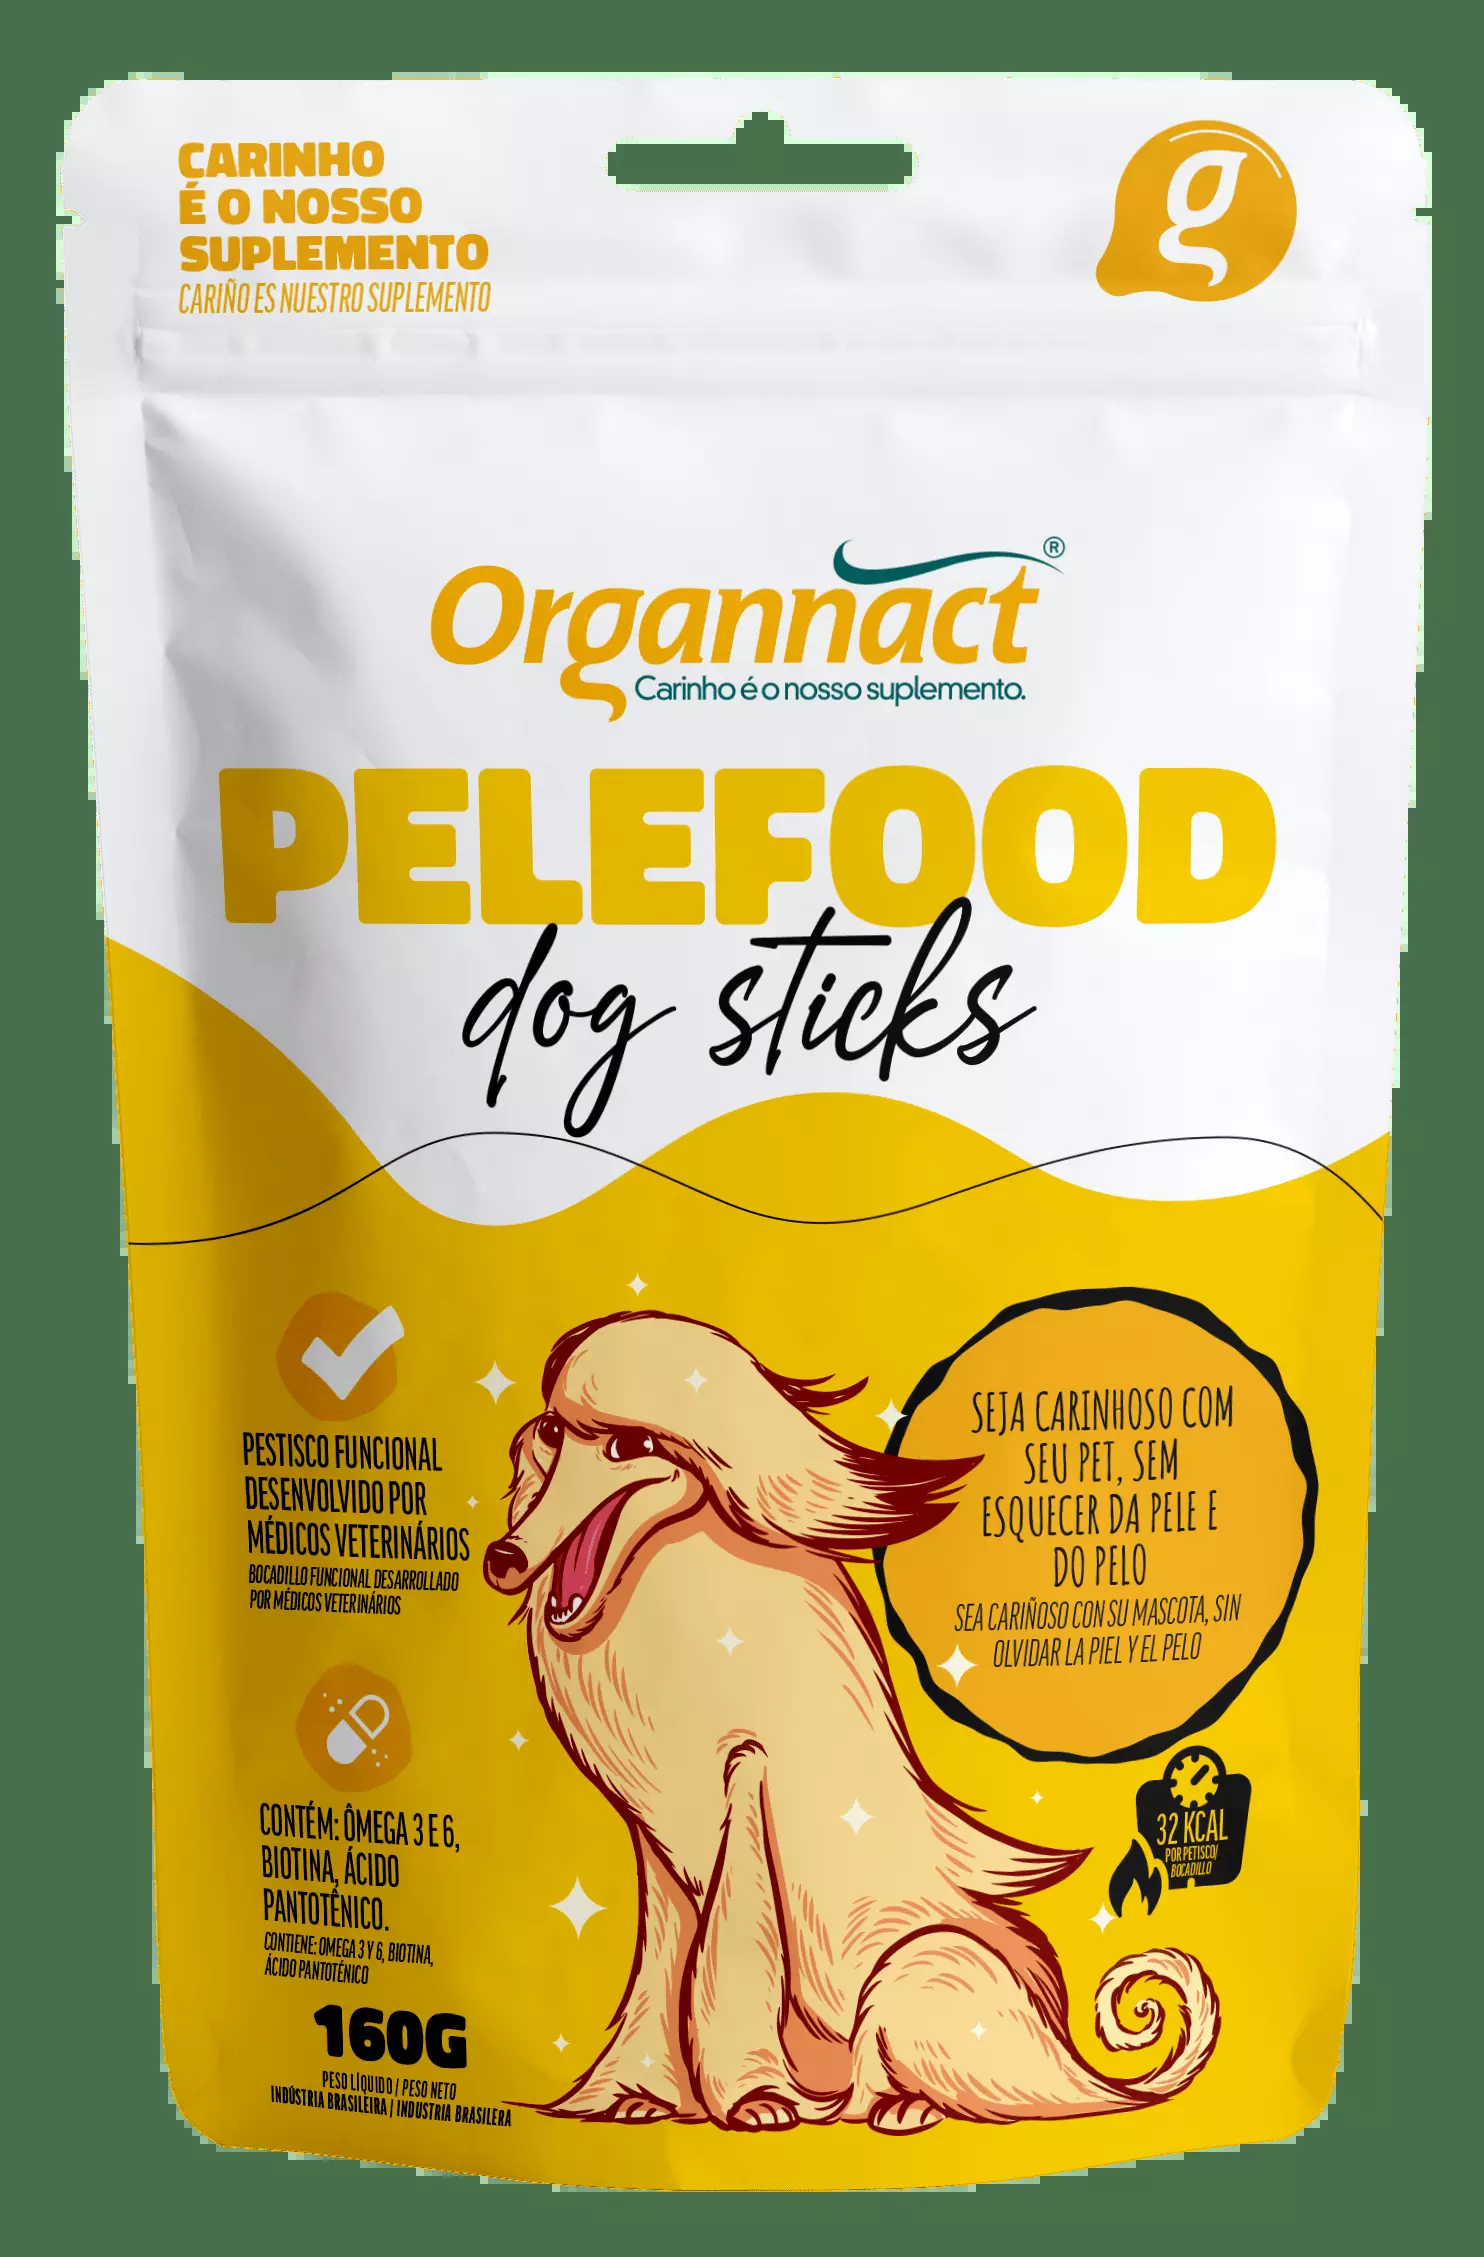 CARINHO
É O NOSSO
SUPLEMENTO
CARIÑO ES NUESTRO SUPLEMENTO
g
Organnact®
Carinho é o nosso suplemento.
PELEFOOD
dog sticks
PESTISCO FUNCIONAL
DESENVOLVIDO POR
MÉDICOS VETERINÁRIOS
BOCADILLO FUNCIONAL DESARROLLADO
POR MÉDICOS VETERINÁRIOS
SEJA CARINHOSO COM
SEU PET, SEM
ESQUECER DA PELE E
DO PELO
SEA CARIÑOSO CON SU MASCOTA, SIN
OLVIDAR LA PIEL Y EL PELO
32 KCAL
POR PETISCO/
BOCADILLO
CONTÉM: ÔMEGA 3 E 6,
BIOTINA, ÁCIDO
PANTOTÊNICO.
CONTIENE: OMEGA 3 Y 6, BIOTINA,
ÁCIDO PANTOTÉNICO
160G
PESO LÍQUIDO / PESO NETO
INDÚSTRIA BRASILEIRA | INDUSTRIA BRASILERA